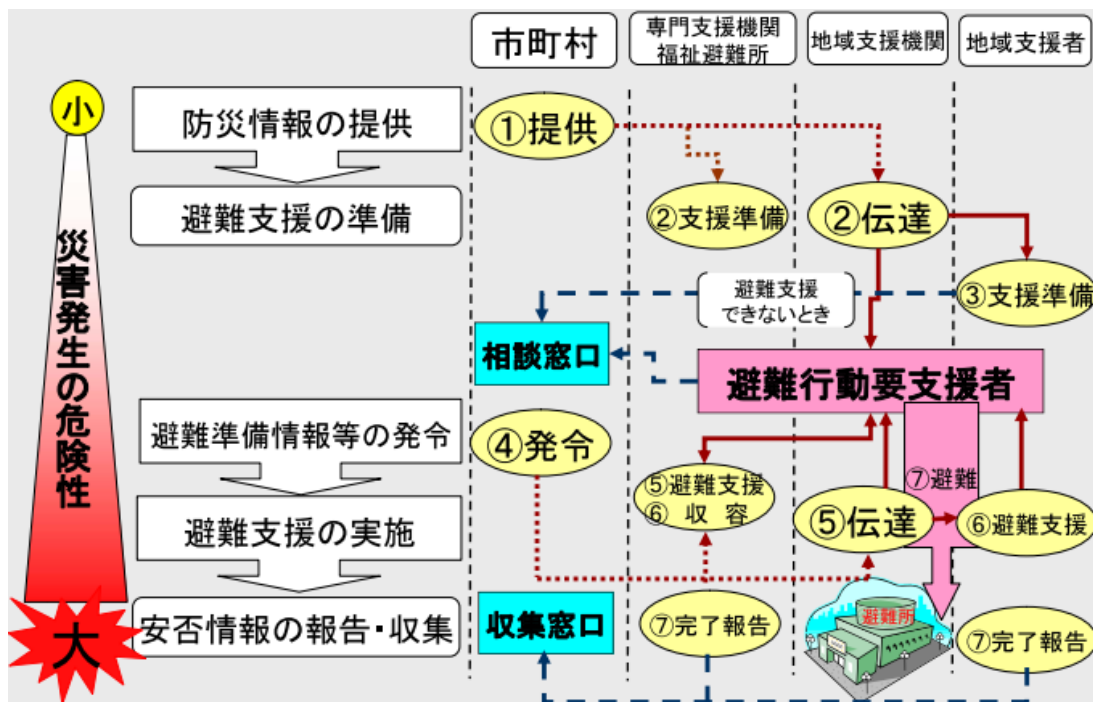 市町村
専門支援機関
福祉避難所
地域支援機関
地域支援者
小
災害発生の危険性
大
防災情報の提供
①提供
避難支援の準備
②支援準備
②伝達
③支援準備
避難支援
できないとき
相談窓口
避難行動要支援者
避難準備情報等の発令
④発令
⑤避難支援
⑥ 収 容
⑦避難
避難支援の実施
⑤伝達
⑥避難支援
安否情報の報告・収集
収集窓口
⑦完了報告
避難所
⑦完了報告